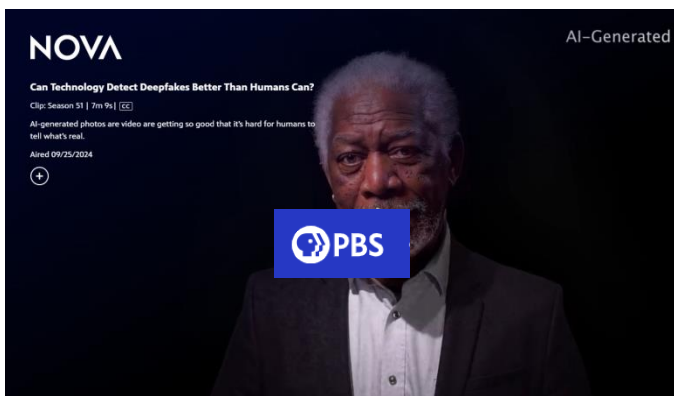 AI-Generated
NOVA
Can Technology Detect Deepfakes Better Than Humans Can?
Clip: Season 51 | 7m 9s | CC
AI-generated photos are video are getting so good that it's hard for humans to
tell what's real.
Aired 09/25/2024
PBS